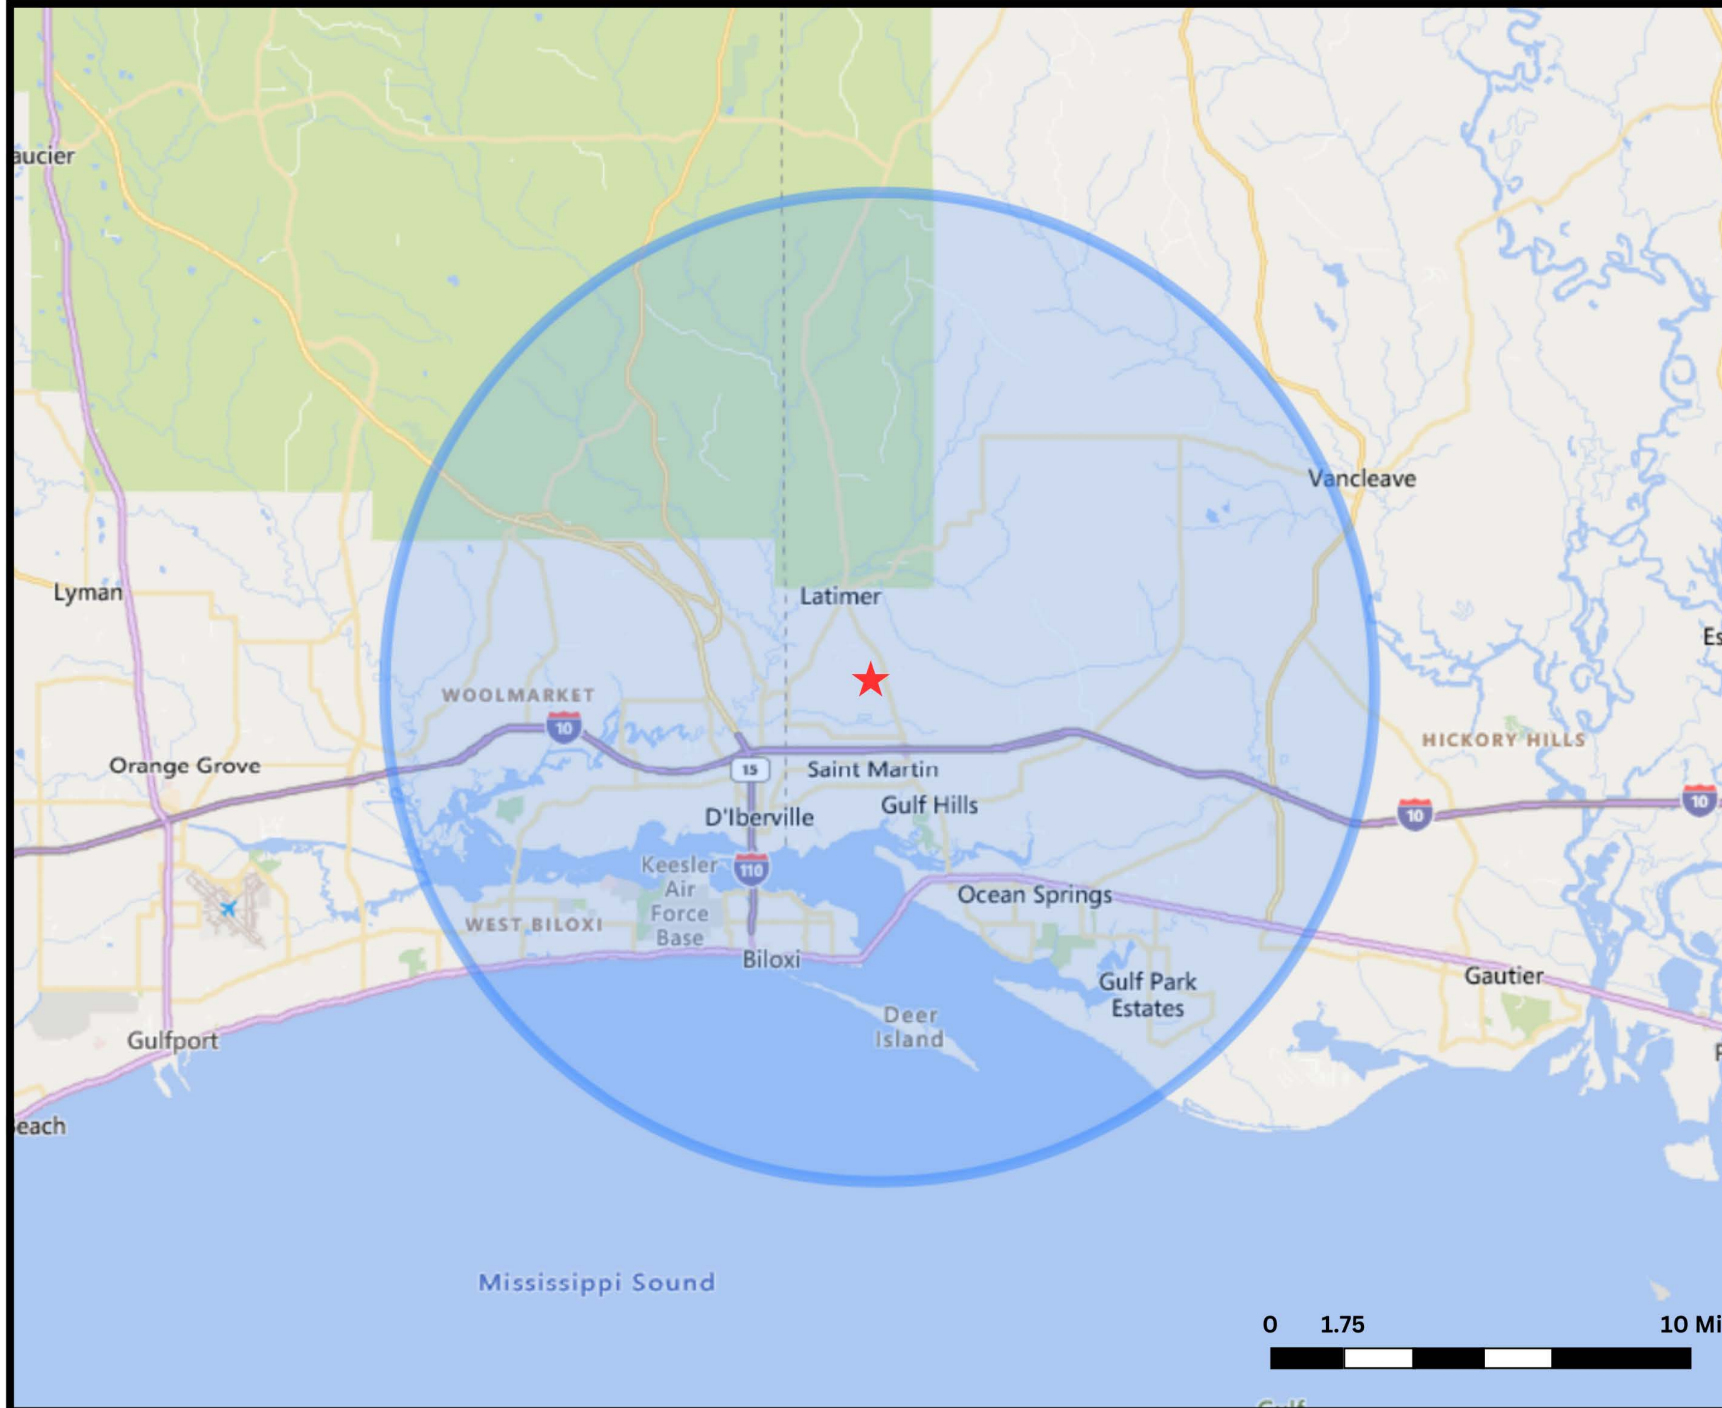 aucier
Vancleave
Lyman
Latimer
Es
WOOLMARKET
10
HICKORY HILLS
Orange Grove
15
Saint Martin
10
10
D'Iberville
Gulf Hills
Keesler
Air
Force
Base
110
Ocean Springs
WEST BILOXI
Biloxi
Gulf Park
Estates
Gautier
Deer
Island
Gulfport
each
Mississippi Sound
0 1.75 10 Mi
Gulf